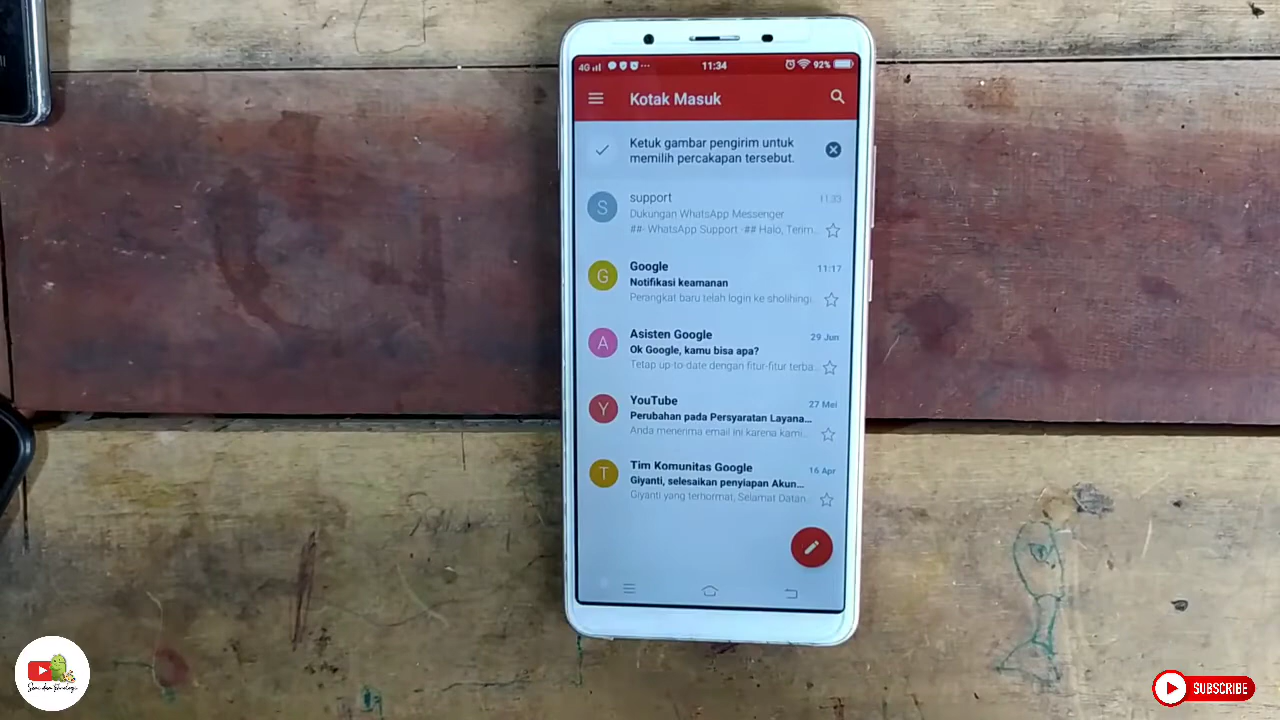 4G 11:34 92%
Kotak Masuk
Ketuk gambar pengirim untuk
memilih percakapan tersebut.
S support 11:33
Dukungan WhatsApp Messenger
##- WhatsApp Support -## Halo, Terim...
G Google 11:17
Notifikasi keamanan
Perangkat baru telah login ke sholihingi
A Asisten Google 29 Jun
Ok Google, kamu bisa apa?
Tetap up-to-date dengan fitur-fitur terba...
Y YouTube 27 Mei
Perubahan pada Persyaratan Layana...
Anda menerima email ini karena kami...
T Tim Komunitas Google 16 Apr
Giyanti, selesaikan penyiapan Akun...
Giyanti yang terhormat, Selamat Datan...
SUBSCRIBE